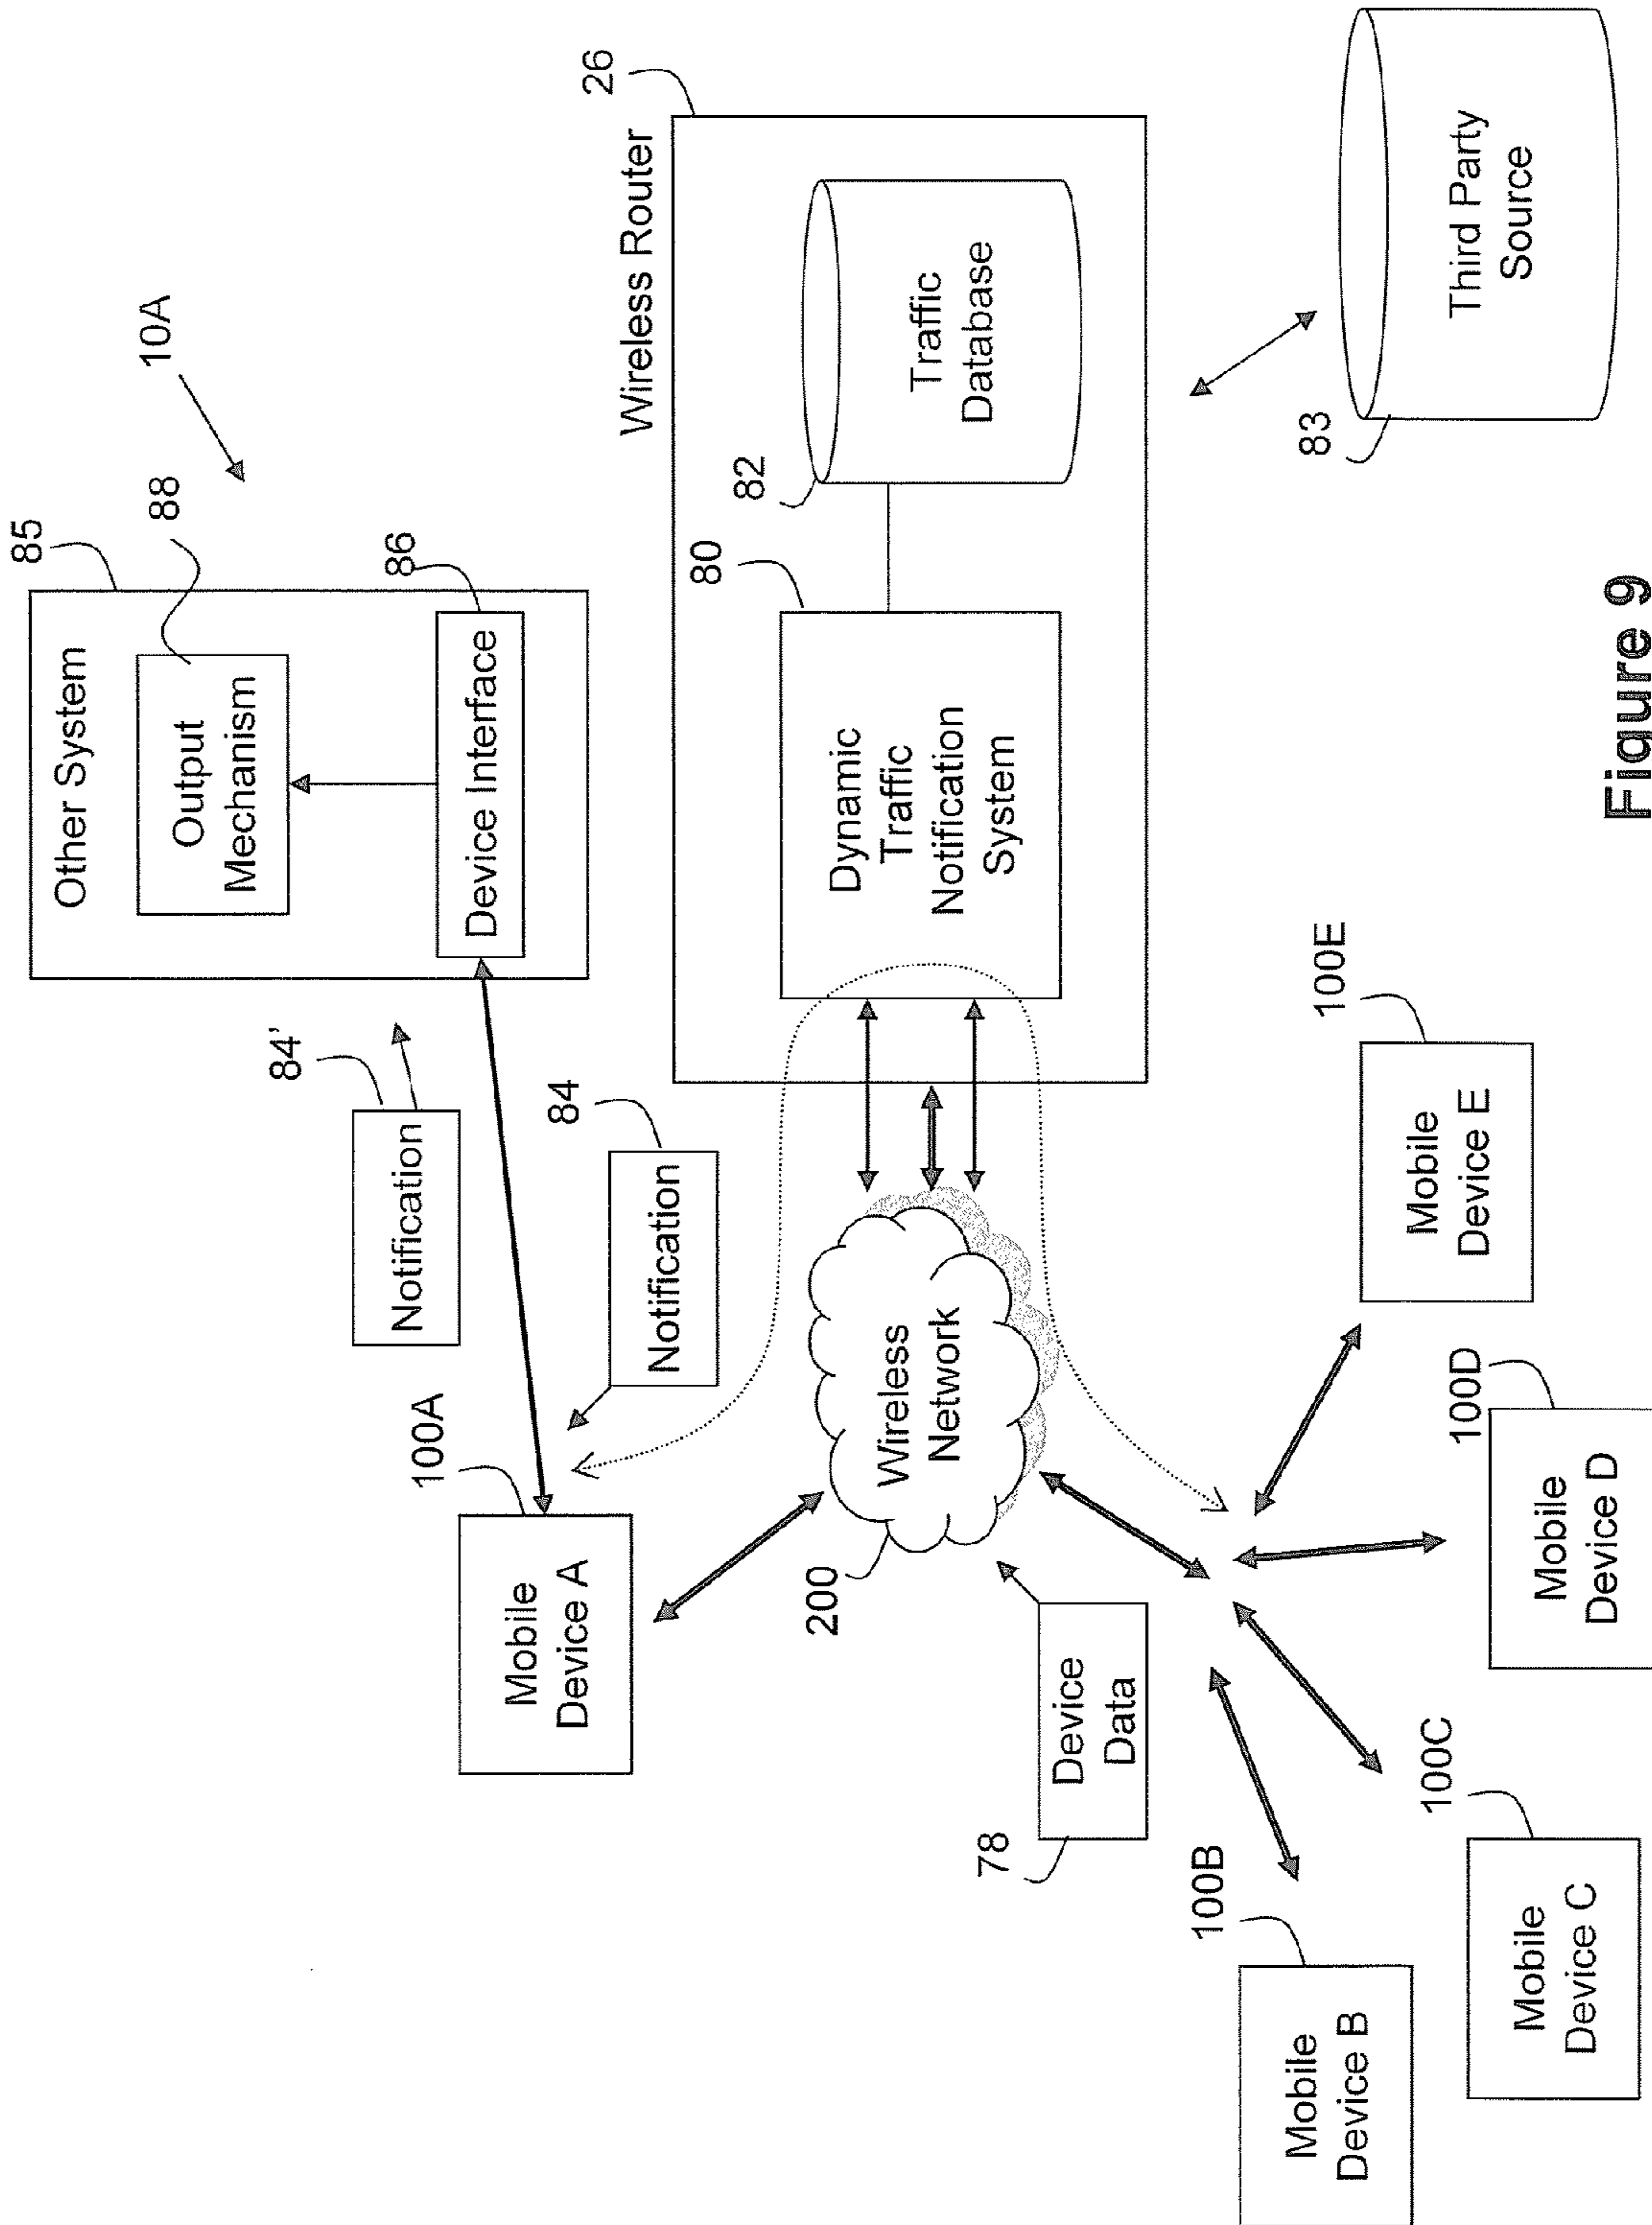 10A
85
Other System
88
Output
Mechanism
86
Device Interface
84’
Notification
84
Notification
100A
Mobile
Device A
Wireless Router
26
80
Dynamic
Traffic
Notification
System
82
Traffic
Database
83
Third Party
Source
Wireless
Network
200
Device
Data
78
100B
Mobile
Device B
100C
Mobile
Device C
100D
Mobile
Device D
100E
Mobile
Device E
Figure 9